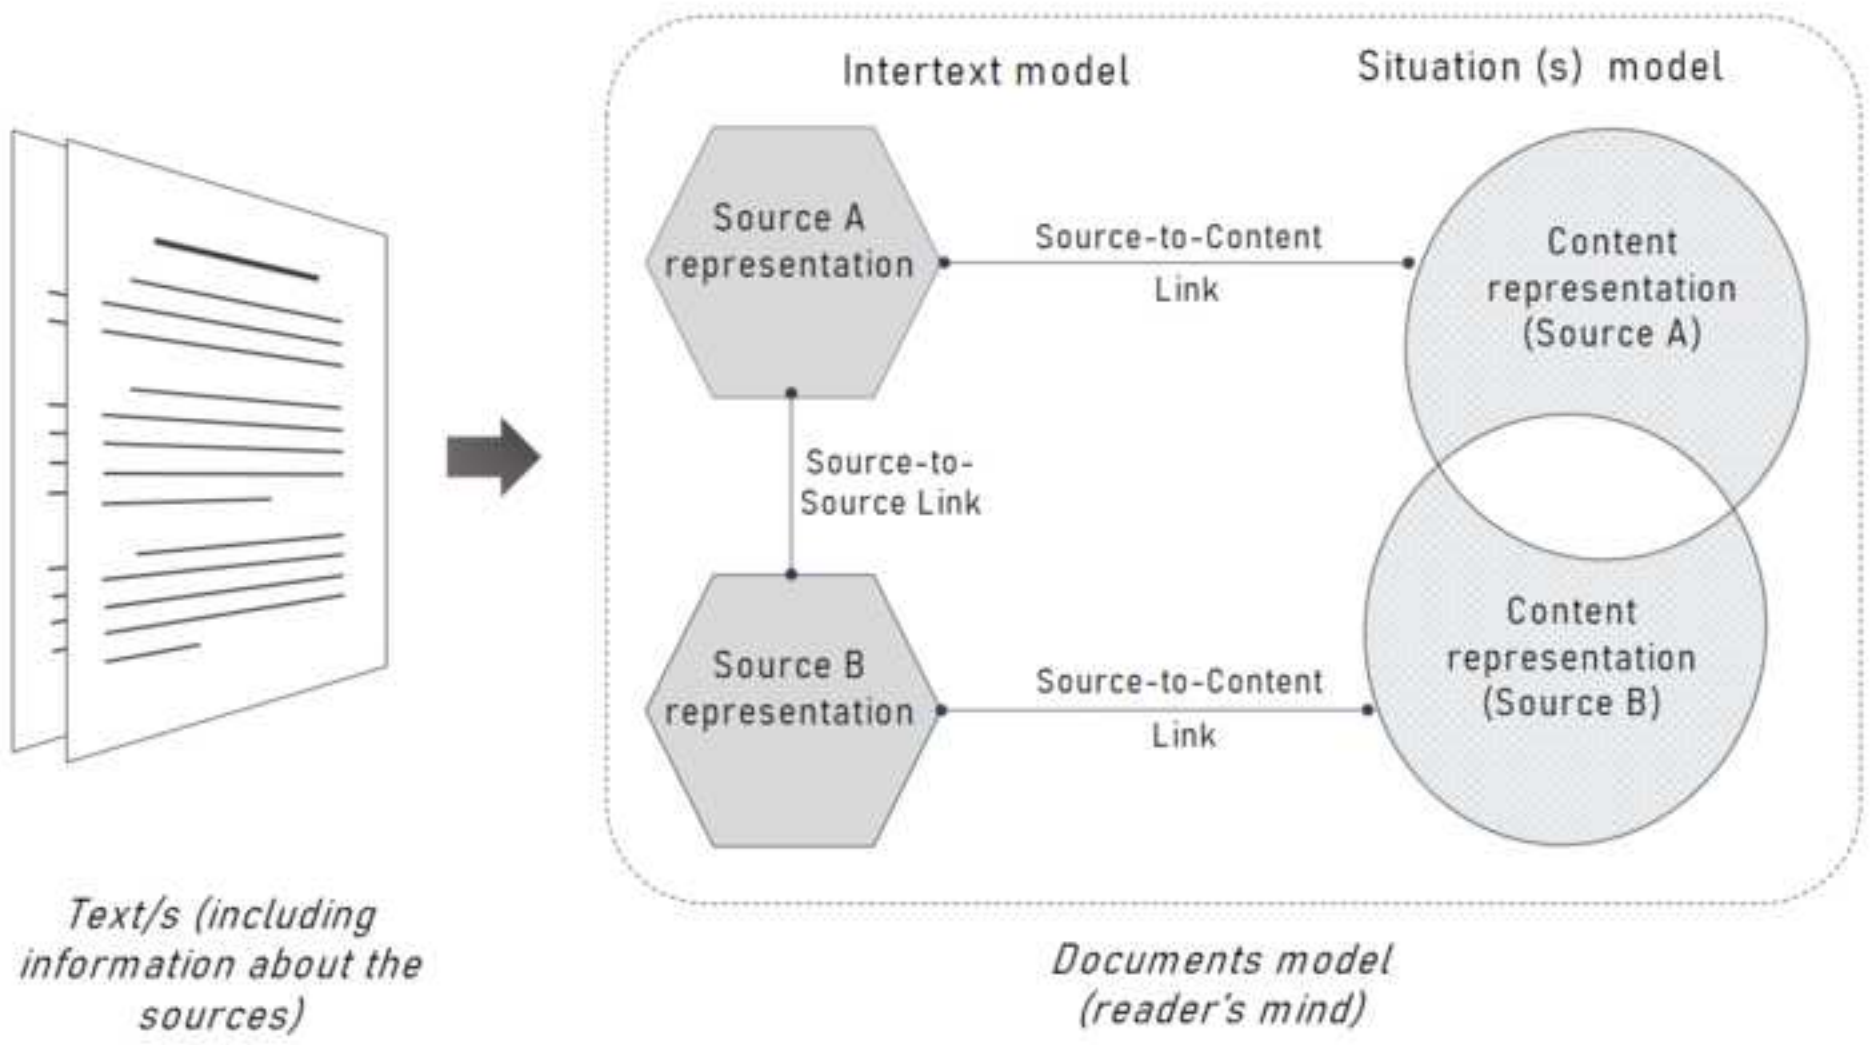 Intertext model
Situation (s) model
Source A
representation
Source-to-Content
Link
Content
representation
(Source A)
Source-to-
Source Link
Source B
representation
Source-to-Content
Link
Content
representation
(Source B)
Text/s (including
information about the
sources)
Documents model
(reader's mind)